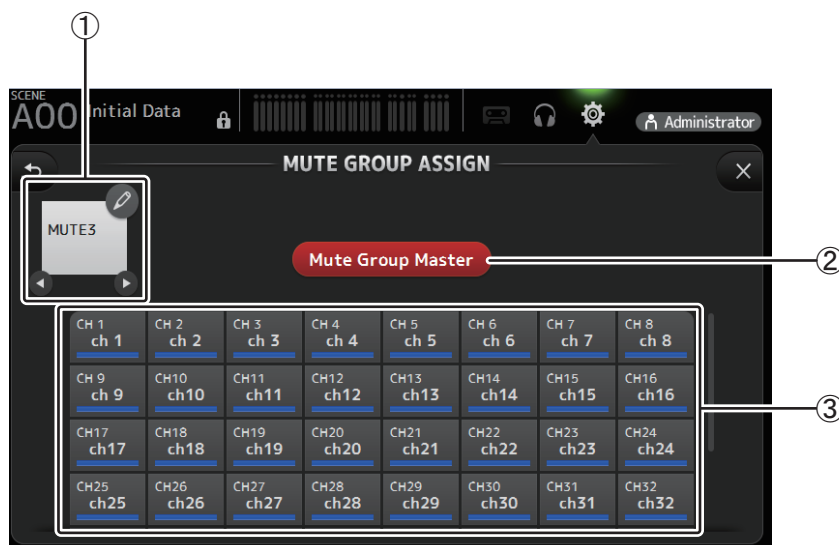 ①
SCENE
A00 Initial Data
Administrator
MUTE GROUP ASSIGN
MUTE3
Mute Group Master
②
CH 1 CH 2 CH 3 CH 4 CH 5 CH 6 CH 7 CH 8
ch 1 ch 2 ch 3 ch 4 ch 5 ch 6 ch 7 ch 8
CH 9 CH10 CH11 CH12 CH13 CH14 CH15 CH16
ch 9 ch10 ch11 ch12 ch13 ch14 ch15 ch16
③
CH17 CH18 CH19 CH20 CH21 CH22 CH23 CH24
ch17 ch18 ch19 ch20 ch21 ch22 ch23 ch24
CH25 CH26 CH27 CH28 CH29 CH30 CH31 CH32
ch25 ch26 ch27 ch28 ch29 ch30 ch31 ch32